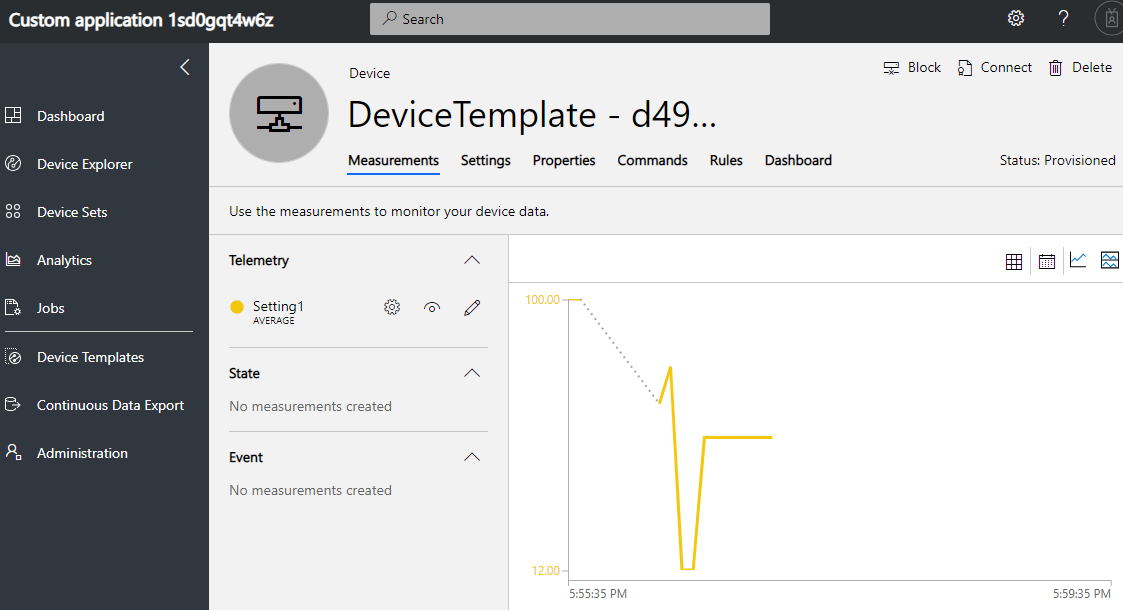 Custom application 1sd0gqt4w6z
Search
?
Dashboard
Device Explorer
Device Sets
Analytics
Jobs
Device Templates
Continuous Data Export
Administration
Device
Block Connect Delete
DeviceTemplate - d49...
Measurements Settings Properties Commands Rules Dashboard
Status: Provisioned
Use the measurements to monitor your device data.
Telemetry
Setting1
AVERAGE
State
No measurements created
Event
No measurements created
100.00
12.00
5:55:35 PM 5:59:35 PM